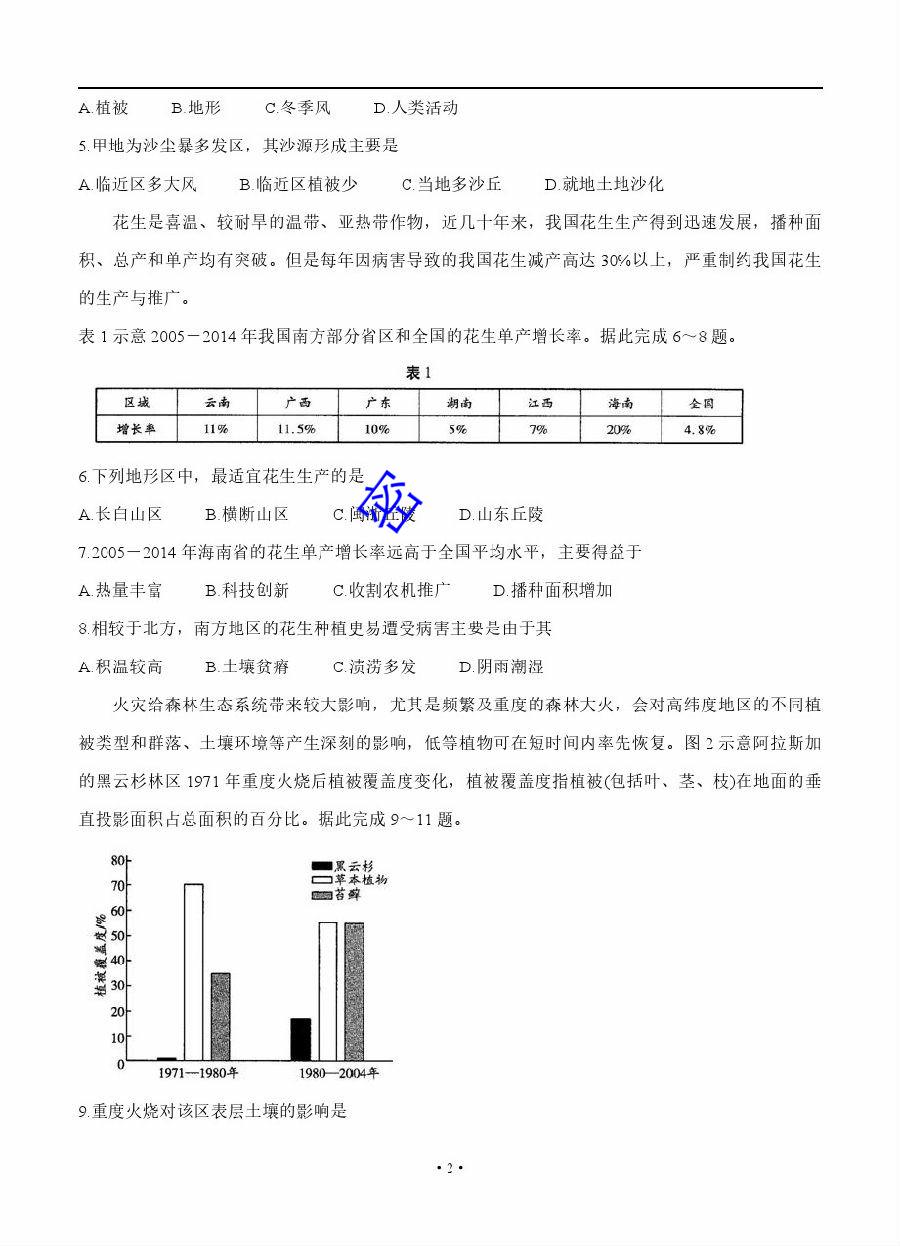 A.植被 B.地形 C.冬季风 D.人类活动
5.甲地为沙尘暴多发区，其沙源形成主要是
A.临近区多大风 B.临近区植被少 C.当地多沙丘 D.就地土地沙化
花生是喜温、较耐旱的温带、亚热带作物，近几十年来，我国花生生产得到迅速发展，播种面
积、总产和单产均有突破。但是每年因病害导致的我国花生减产高达 30%以上，严重制约我国花生
的生产与推广。
表 1 示意 2005－2014 年我国南方部分省区和全国的花生单产增长率。据此完成 6～8 题。
表 1
区域 云南 广西 广东 湖南 江西 海南 全国
增长率 11% 11.5% 10% 5% 7% 20% 4.8%
6.下列地形区中，最适宜花生生产的是
A.长白山区 B.横断山区 C.闽浙丘陵 D.山东丘陵
7.2005－2014 年海南省的花生单产增长率远高于全国平均水平，主要得益于
A.热量丰富 B.科技创新 C.收割农机推广 D.播种面积增加
8.相较于北方，南方地区的花生种植更易遭受病害主要是由于其
A.积温较高 B.土壤贫瘠 C.渍涝多发 D.阴雨潮湿
火灾给森林生态系统带来较大影响，尤其是频繁及重度的森林大火，会对高纬度地区的不同植
被类型和群落、土壤环境等产生深刻的影响，低等植物可在短时间内率先恢复。图 2 示意阿拉斯加
的黑云杉林区 1971 年重度火烧后植被覆盖度变化，植被覆盖度指植被(包括叶、茎、枝)在地面的垂
直投影面积占总面积的百分比。据此完成 9～11 题。
植被覆盖度/%
80
70
60
50
40
30
20
10
0
黑云杉
草本植物
苔藓
1971—1980年 1980—2004年
9.重度火烧对该区表层土壤的影响是
·2·